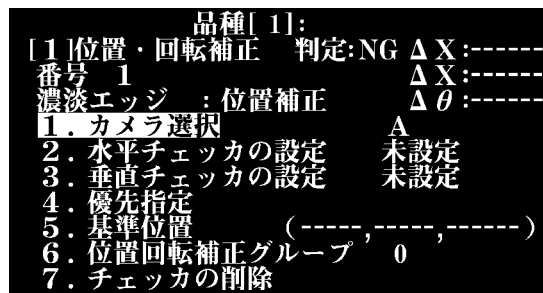 品種[ 1]:
[1]位置・回転補正 判定:NG Δ X:------
番号 1 Δ X:------
濃淡エッジ :位置補正 Δ θ:------
1. カメラ選択 A
2. 水平チェッカの設定 未設定
3. 垂直チェッカの設定 未設定
4. 優先指定
5. 基準位置 (-----,-----,------)
6. 位置回転補正グループ 0
7. チェッカの削除